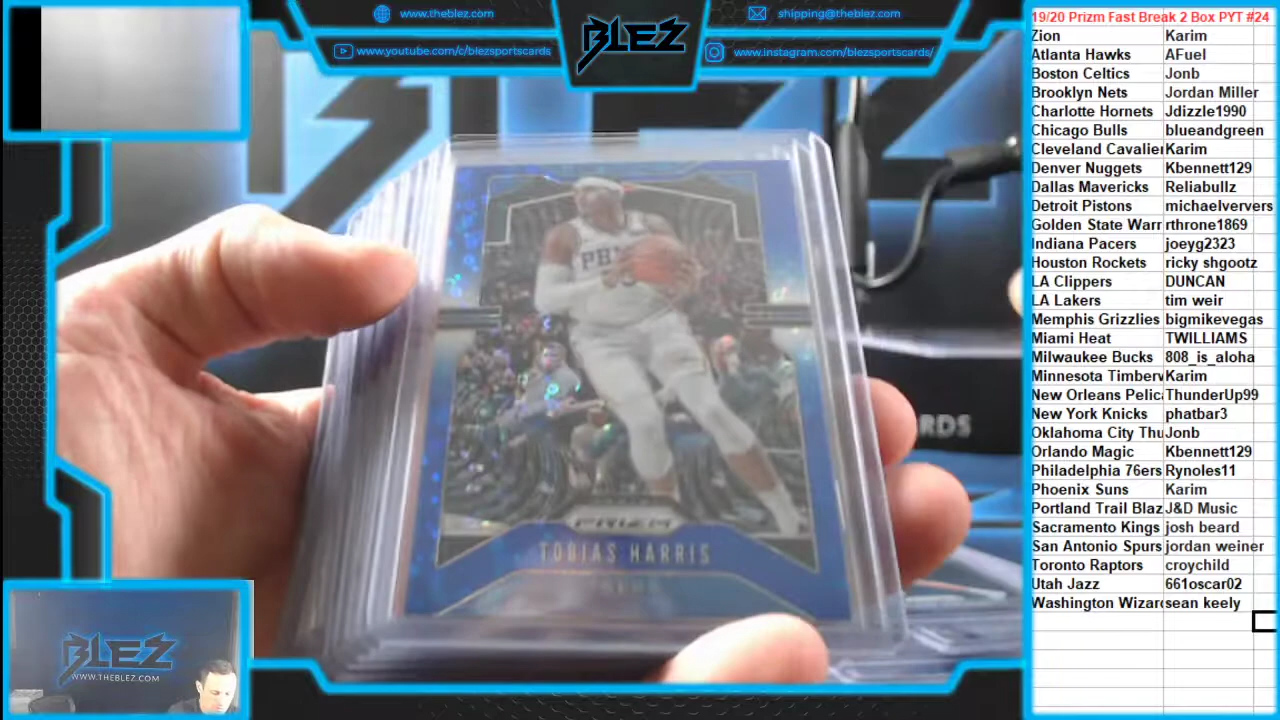 www.theblez.com
shipping@theblez.com
www.youtube.com/c/blezsportscards
www.instagram.com/blezsportscards/
BLEZ
19/20 Prizm Fast Break 2 Box PYT #24
Zion Karim
Atlanta Hawks AFuel
Boston Celtics Jonb
Brooklyn Nets Jordan Miller
Charlotte Hornets Jdizzle1990
Chicago Bulls blueandgreen
Cleveland Cavalier Karim
Denver Nuggets Kbennett129
Dallas Mavericks Reliabullz
Detroit Pistons michaelververs
Golden State Warr rthrone1869
Indiana Pacers joeyg2323
Houston Rockets ricky shgootz
LA Clippers DUNCAN
LA Lakers tim weir
Memphis Grizzlies bigmikevegas
Miami Heat TWILLIAMS
Milwaukee Bucks 808_is_aloha
Minnesota Timberv Karim
New Orleans Pelic ThunderUp99
New York Knicks phatbar3
Oklahoma City Thu Jonb
Orlando Magic Kbennett129
Philadelphia 76ers Rynoles11
Phoenix Suns Karim
Portland Trail Blaz J&D Music
Sacramento Kings josh beard
San Antonio Spurs jordan weiner
Toronto Raptors croychild
Utah Jazz 661oscar02
Washington Wizard sean keely
PHI
PRIZM
TOBIAS HARRIS
RDS
BLEZ
WWW.THEBLEZ.COM